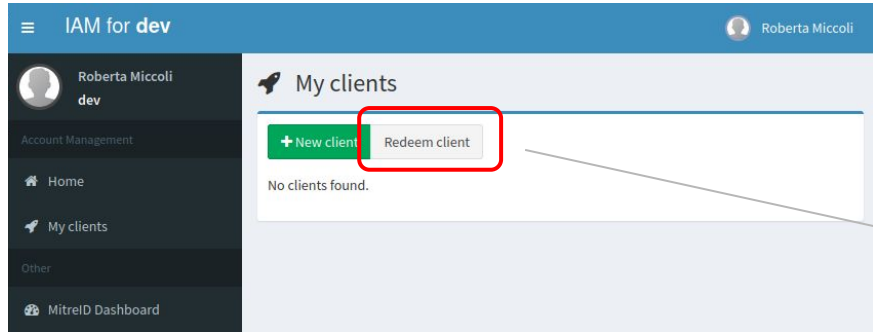 IAM for dev
Roberta Miccoli
Roberta Miccoli
dev
Account Management
Home
My clients
Other
MitreID Dashboard
My clients
New client
Redeem client
No clients found.